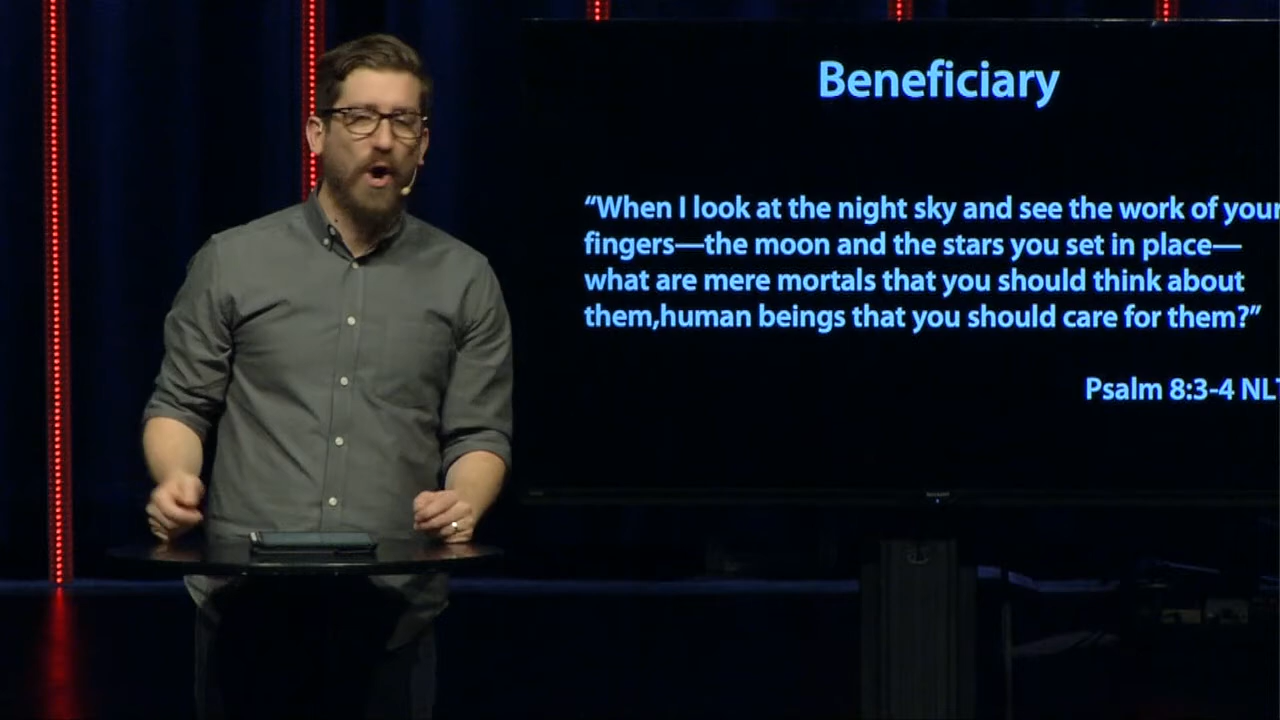 Beneficiary
“When I look at the night sky and see the work of your
fingers—the moon and the stars you set in place—
what are mere mortals that you should think about
them,human beings that you should care for them?”
Psalm 8:3-4 NLT